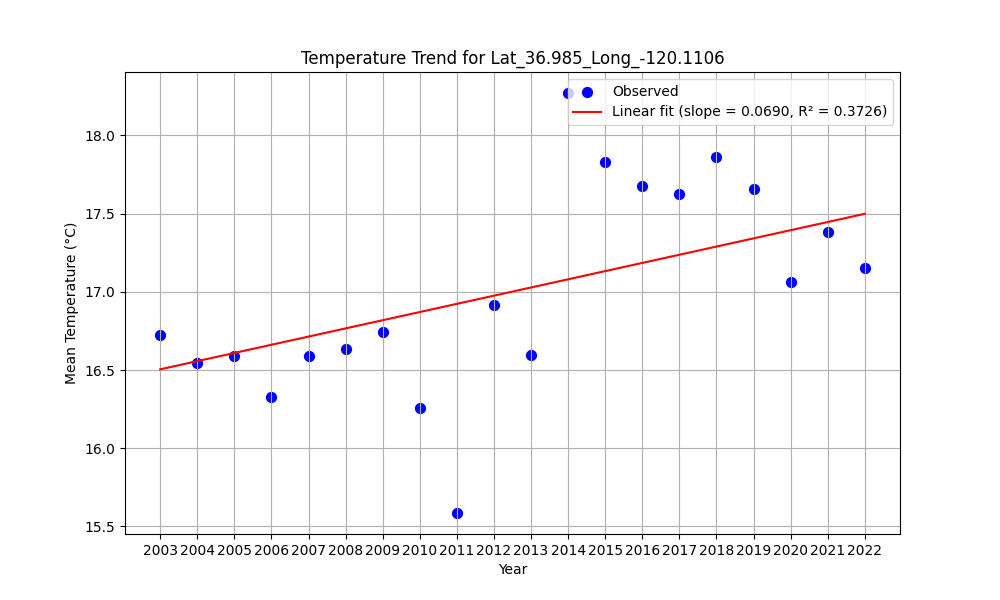 Temperature Trend for Lat_36.985_Long_-120.1106
Observed
Linear fit (slope = 0.0690, R² = 0.3726)
18.0
17.5
17.0
16.5
16.0
15.5
Mean Temperature (°C)
2003 2004 2005 2006 2007 2008 2009 2010 2011 2012 2013 2014 2015 2016 2017 2018 2019 2020 2021 2022
Year